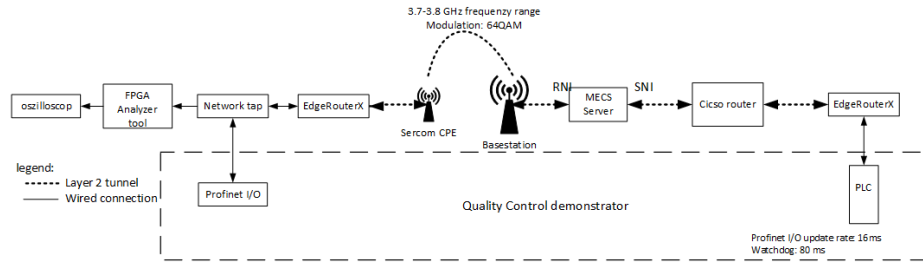 3.7-3.8 GHz frequenzy range
Modulation: 64QAM
oszilloscop
FPGA
Analyzer
tool
Network tap
EdgeRouterX
Sercom CPE
Basestation
RNI
MECS
Server
SNI
Cicso router
EdgeRouterX
legend:
Layer 2 tunnel
Wired connection
Profinet I/O
Quality Control demonstrator
PLC
Profinet I/O update rate: 16ms
Watchdog: 80 ms